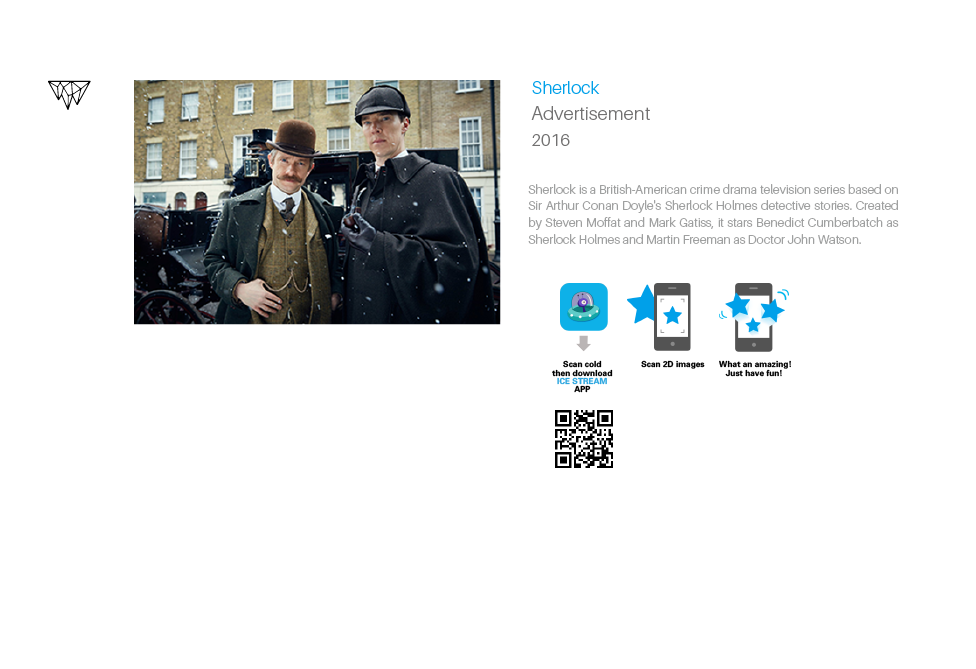 Sherlock
Advertisement
2016
Sherlock is a British-American crime drama television series based on
Sir Arthur Conan Doyle's Sherlock Holmes detective stories. Created
by Steven Moffat and Mark Gatiss, it stars Benedict Cumberbatch as
Sherlock Holmes and Martin Freeman as Doctor John Watson.
Scan cold
then download
ICE STREAM
APP
Scan 2D images
What an amazing!
Just have fun!